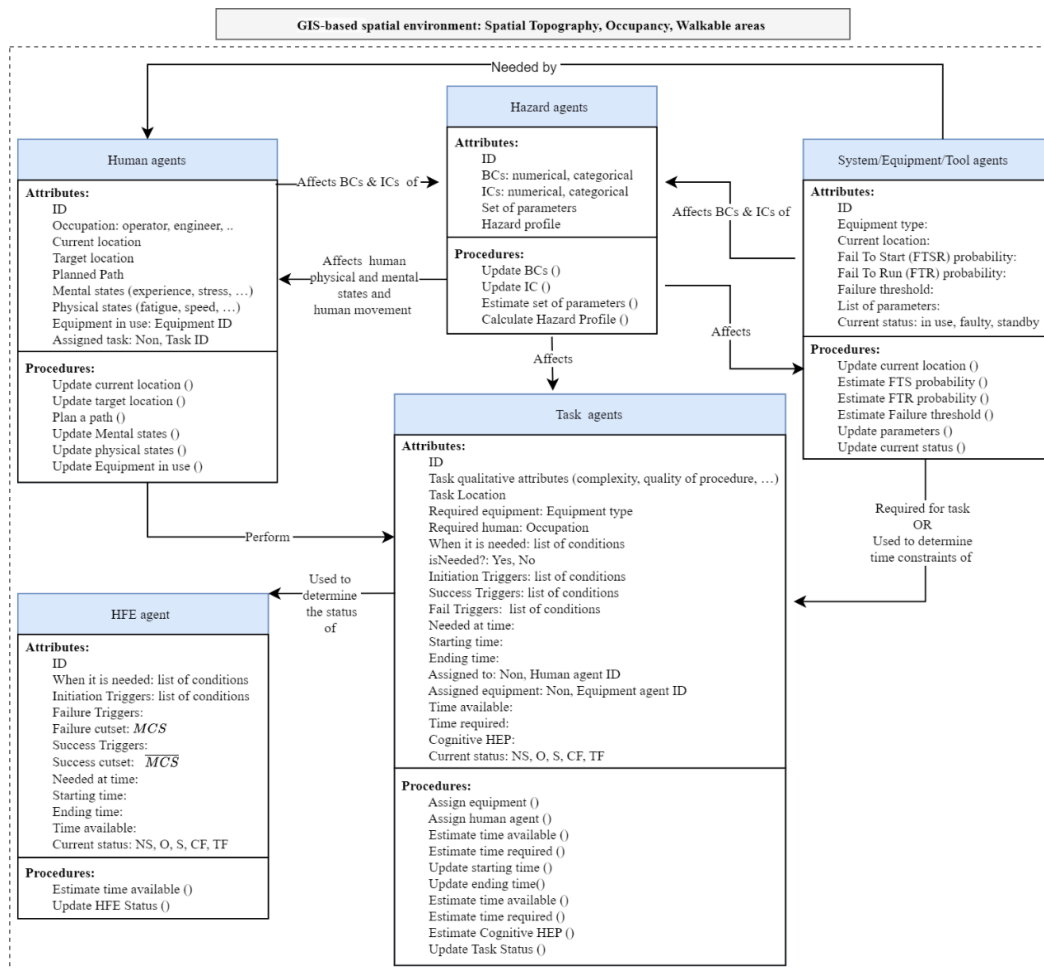 GIS-based spatial environment: Spatial Topography, Occupancy, Walkable areas
Needed by
Hazard agents
Attributes:
ID
BCs: numerical, categorical
ICs: numerical, categorical
Set of parameters
Hazard profile
Procedures:
Update BCs ()
Update IC ()
Estimate set of parameters ()
Calculate Hazard Profile ()
Human agents
Attributes:
ID
Occupation: operator, engineer, ..
Current location
Target location
Planned Path
Mental states (experience, stress, …)
Physical states (fatigue, speed, …)
Equipment in use: Equipment ID
Assigned task: Non, Task ID
Procedures:
Update current location ()
Update target location ()
Plan a path ()
Update Mental states ()
Update physical states ()
Update Equipment in use ()
Affects BCs & ICs of
Affects human
physical and mental
states and
human movement
System/Equipment/Tool agents
Attributes:
ID
Equipment type:
Current location:
Fail To Start (FTSR) probability:
Fail To Run (FTR) probability:
Failure threshold:
List of parameters:
Current status: in use, faulty, standby
Procedures:
Update current location ()
Estimate FTS probability ()
Estimate FTR probability ()
Estimate Failure threshold ()
Update parameters ()
Update current status ()
Affects BCs & ICs of
Affects
Affects
Task agents
Attributes:
ID
Task qualitative attributes (complexity, quality of procedure, …)
Task Location
Required equipment: Equipment type
Required human: Occupation
When it is needed: list of conditions
isNeeded?: Yes, No
Initiation Triggers: list of conditions
Success Triggers: list of conditions
Fail Triggers: list of conditions
Needed at time:
Starting time:
Ending time:
Assigned to: Non, Human agent ID
Assigned equipment: Non, Equipment agent ID
Time available:
Time required:
Cognitive HEP:
Current status: NS, O, S, CF, TF
Procedures:
Assign equipment ()
Assign human agent ()
Estimate time available ()
Estimate time required ()
Update starting time ()
Update ending time()
Estimate time available ()
Estimate time required ()
Estimate Cognitive HEP ()
Update Task Status ()
Perform
Required for task
OR
Used to determine
time constraints of
Used to
determine
the status
of
HFE agent
Attributes:
ID
When it is needed: list of conditions
Initiation Triggers: list of conditions
Failure Triggers:
Failure cutset: MCS
Success Triggers:
Success cutset: M̅C̅S̅
Needed at time:
Starting time:
Ending time:
Time available:
Current status: NS, O, S, CF, TF
Procedures:
Estimate time available ()
Update HFE Status ()